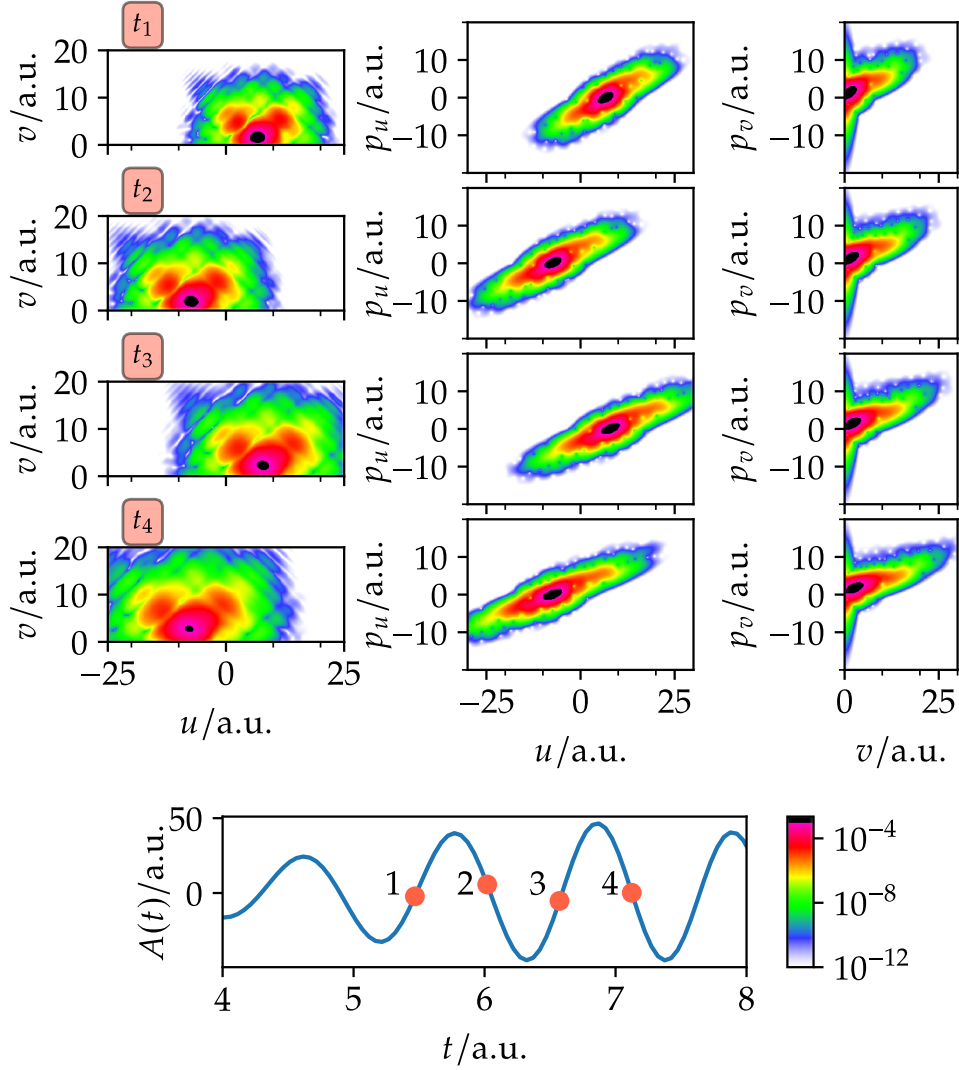 t₁
20
10
0
v/a.u.
10
0
−10
pᵤ/a.u.
10
0
−10
pᵥ/a.u.
t₂
20
10
0
v/a.u.
10
0
−10
pᵤ/a.u.
10
0
−10
pᵥ/a.u.
t₃
20
10
0
v/a.u.
10
0
−10
pᵤ/a.u.
10
0
−10
pᵥ/a.u.
t₄
20
10
0
v/a.u.
10
0
−10
pᵤ/a.u.
10
0
−10
pᵥ/a.u.
−25 0 25
−25 0 25
0 25
u/a.u.
u/a.u.
v/a.u.
50
0
A(t)/a.u.
1 2 3 4
10⁻⁴
10⁻⁸
10⁻¹²
4 5 6 7 8
t/a.u.